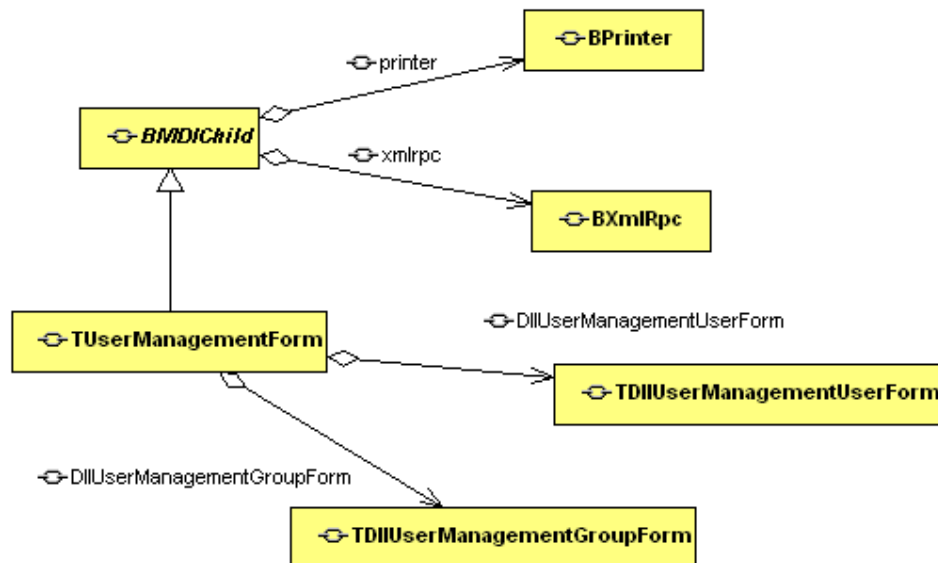 BPrinter
printer
BMDIChild
xmlrpc
BXmlRpc
TUserManagementForm
DllUserManagementUserForm
TDllUserManagementUserForm
DllUserManagementGroupForm
TDllUserManagementGroupForm